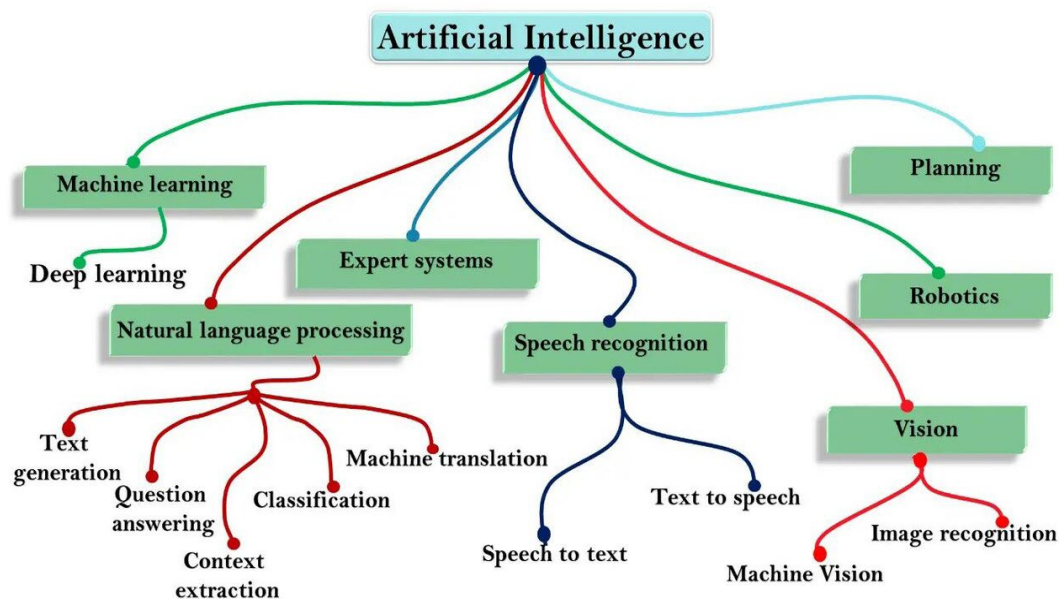 Artificial Intelligence
Machine learning
Deep learning
Natural language processing
Text
generation
Question
answering
Context
extraction
Classification
Machine translation
Expert systems
Speech recognition
Speech to text
Text to speech
Planning
Robotics
Vision
Machine Vision
Image recognition